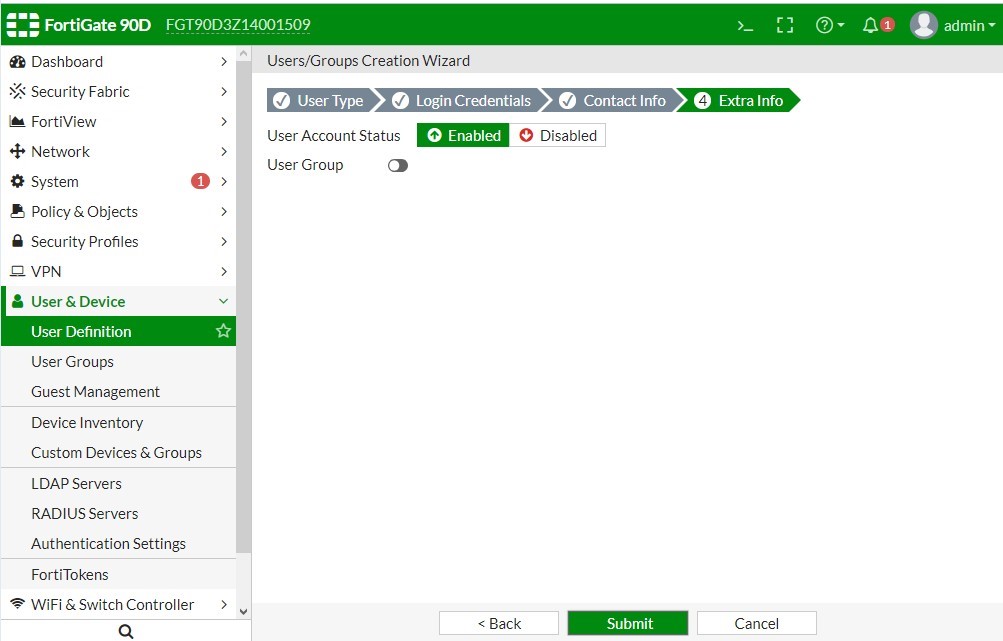 FortiGate 90D FGT90D3Z14001509 >_ ? 1 admin
Dashboard
Security Fabric
FortiView
Network
System 1
Policy & Objects
Security Profiles
VPN
User & Device
User Definition
User Groups
Guest Management
Device Inventory
Custom Devices & Groups
LDAP Servers
RADIUS Servers
Authentication Settings
FortiTokens
WiFi & Switch Controller
Users/Groups Creation Wizard
User Type Login Credentials Contact Info 4 Extra Info
User Account Status Enabled Disabled
User Group
< Back Submit Cancel